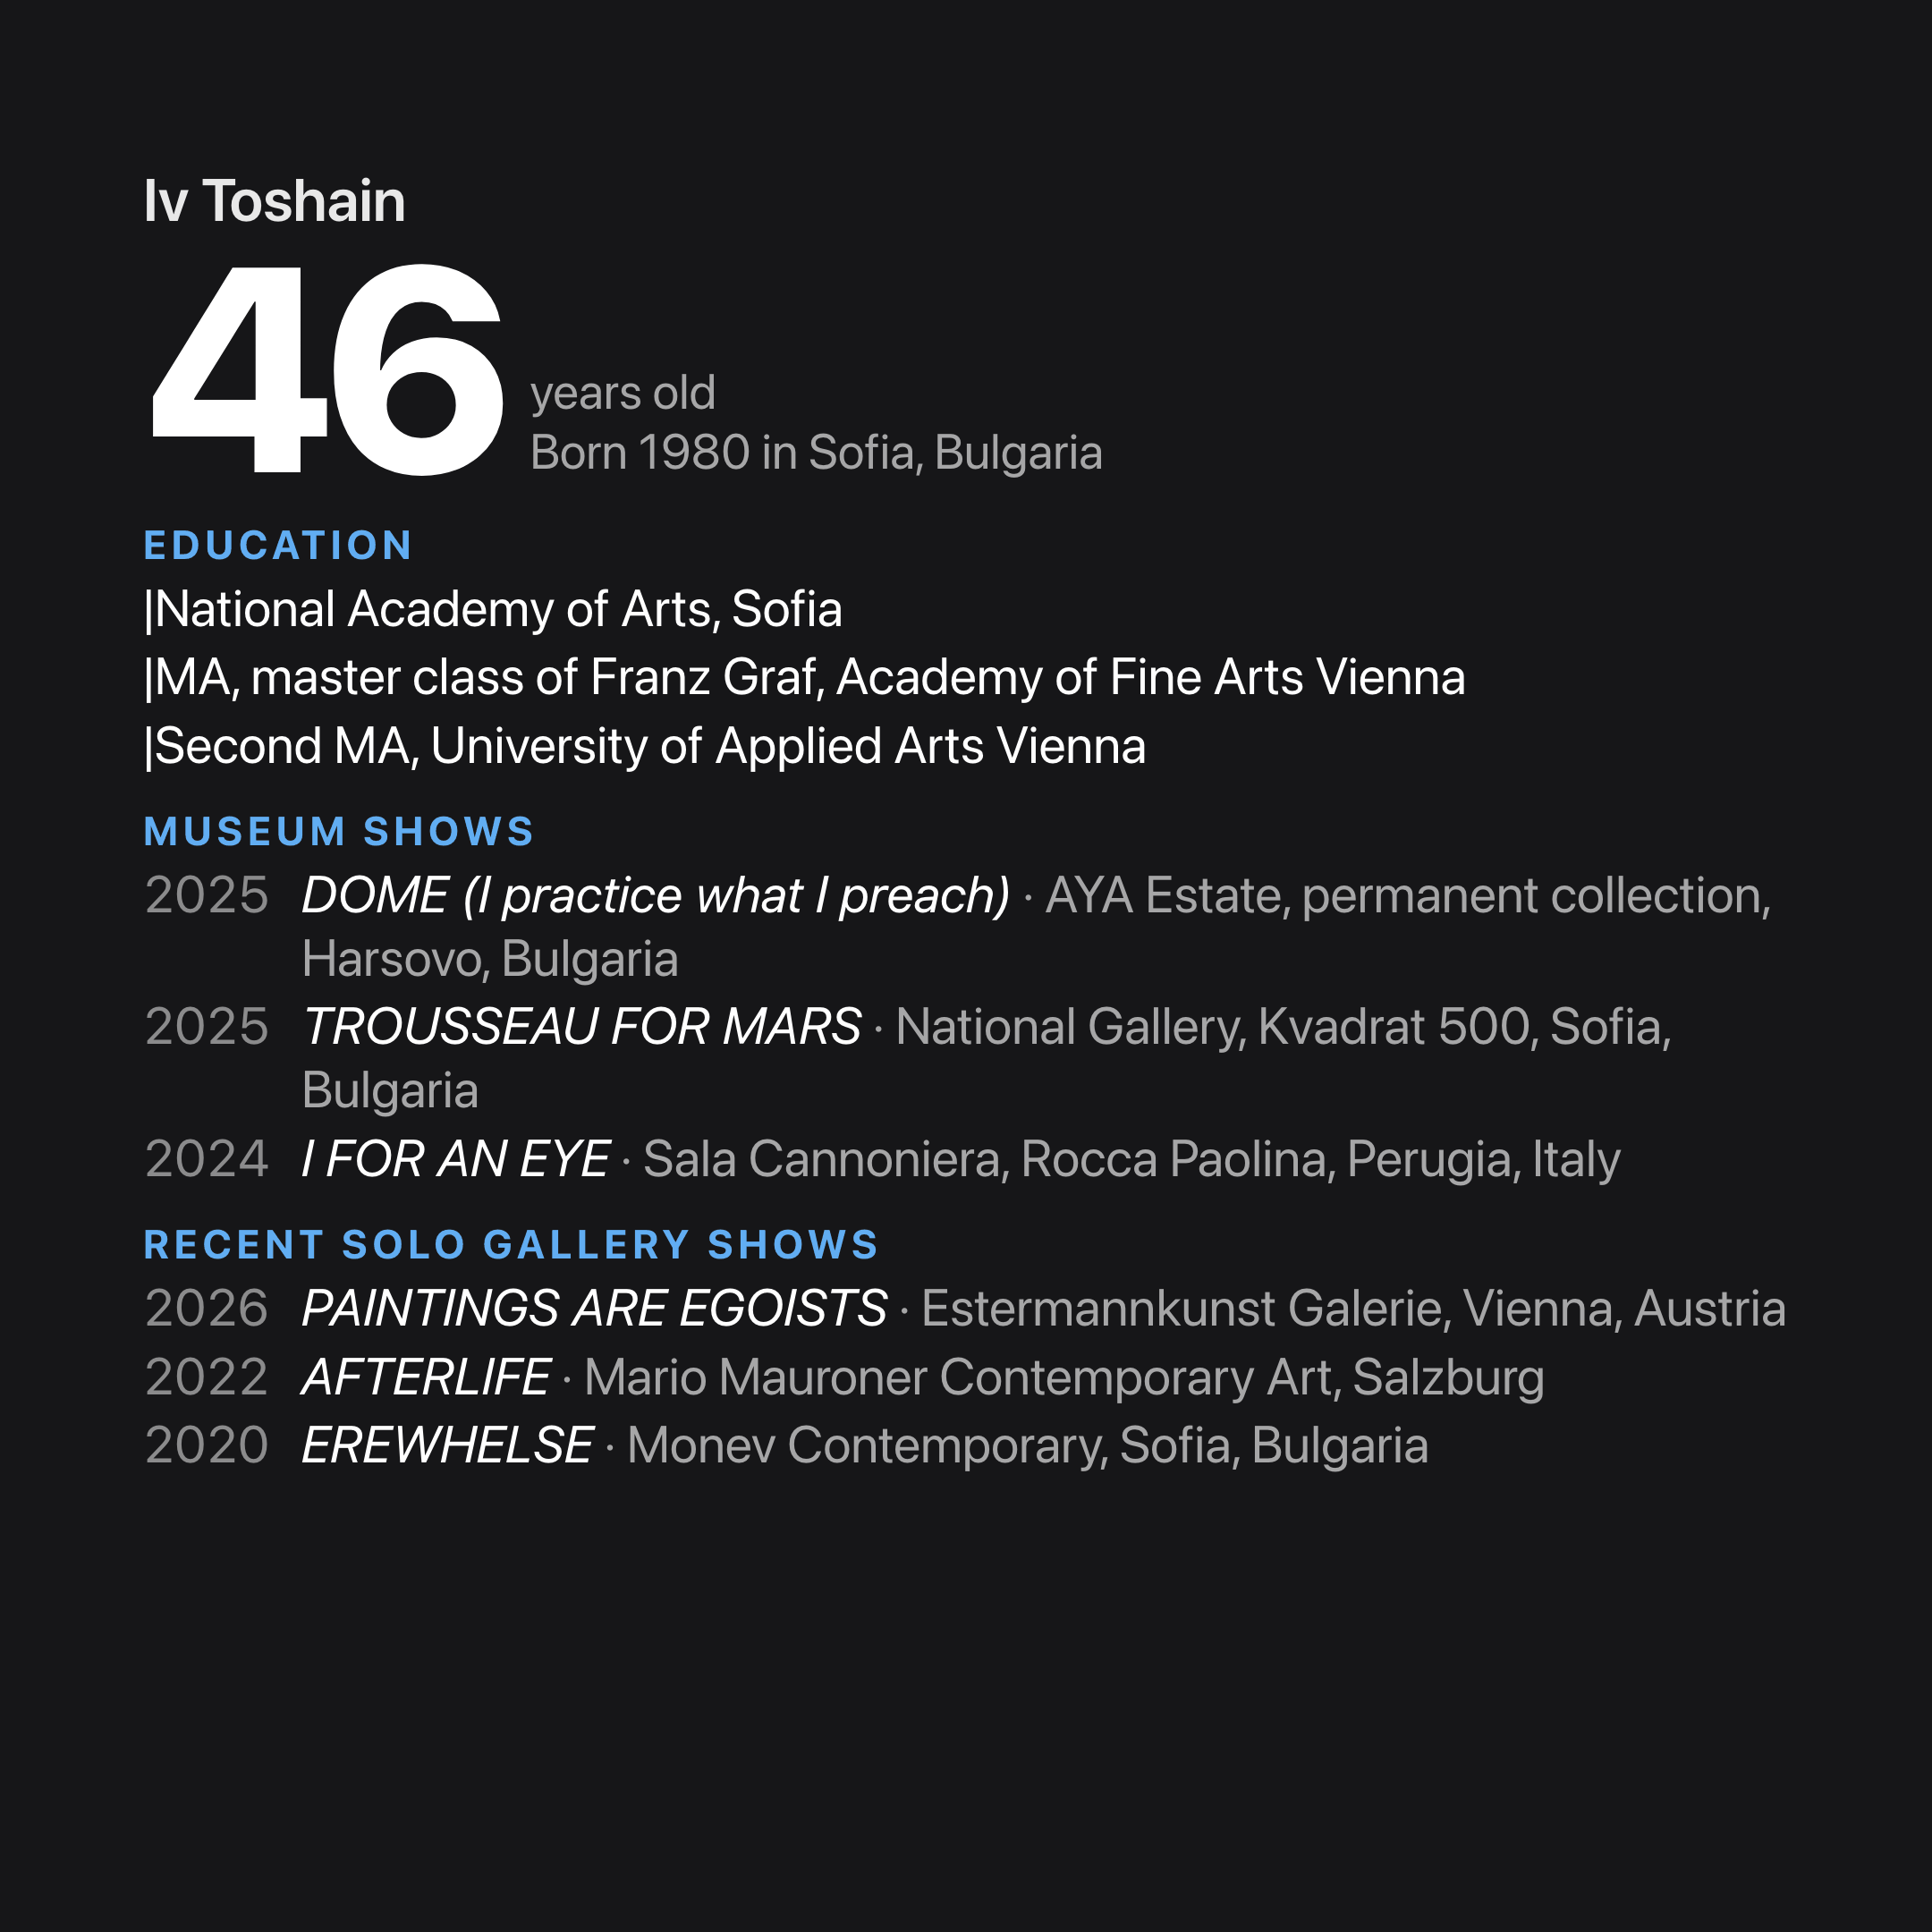 Iv Toshain
46
years old
Born 1980 in Sofia, Bulgaria
EDUCATION
|National Academy of Arts, Sofia
|MA, master class of Franz Graf, Academy of Fine Arts Vienna
|Second MA, University of Applied Arts Vienna
MUSEUM SHOWS
2025 DOME (I practice what I preach) · AYA Estate, permanent collection,
Harsovo, Bulgaria
2025 TROUSSEAU FOR MARS · National Gallery, Kvadrat 500, Sofia,
Bulgaria
2024 I FOR AN EYE · Sala Cannoniera, Rocca Paolina, Perugia, Italy
RECENT SOLO GALLERY SHOWS
2026 PAINTINGS ARE EGOISTS · Estermannkunst Galerie, Vienna, Austria
2022 AFTERLIFE · Mario Mauroner Contemporary Art, Salzburg
2020 EREWHELSE · Monev Contemporary, Sofia, Bulgaria